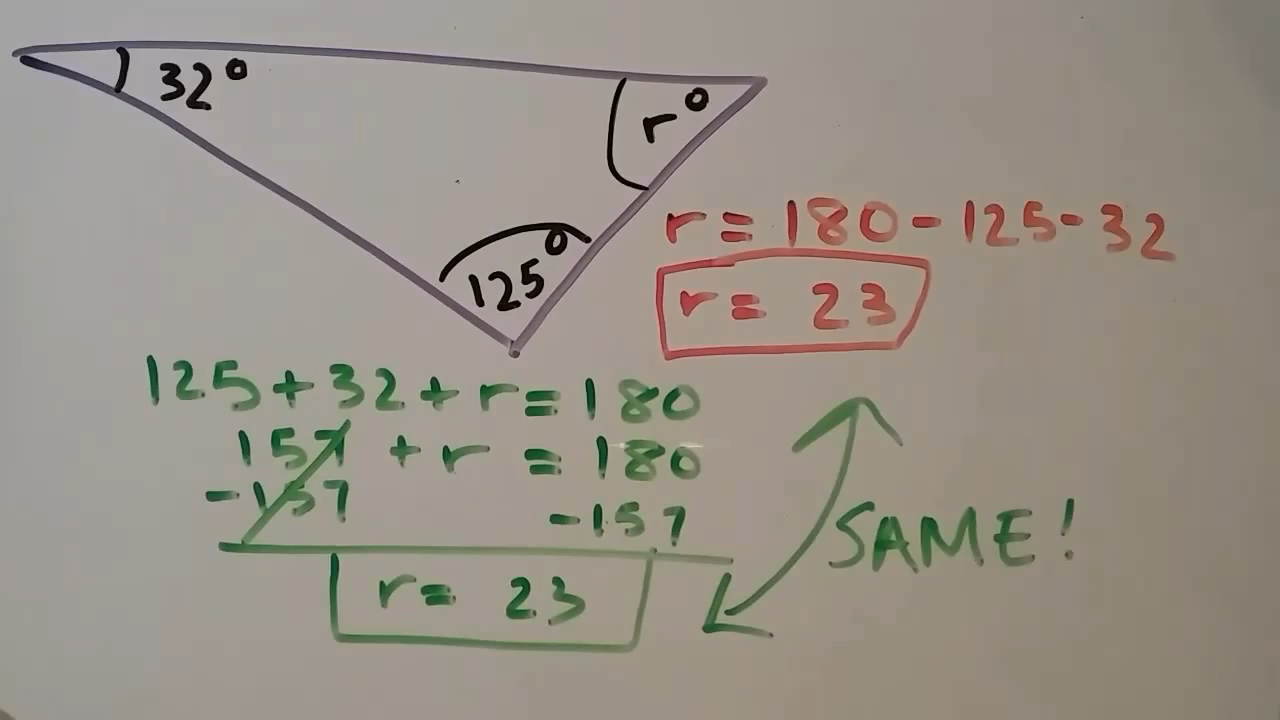 32°
r°
125°
r = 180 - 125 - 32
r = 23
125 + 32 + r = 180
157 + r = 180
-157 -157
r = 23
SAME!